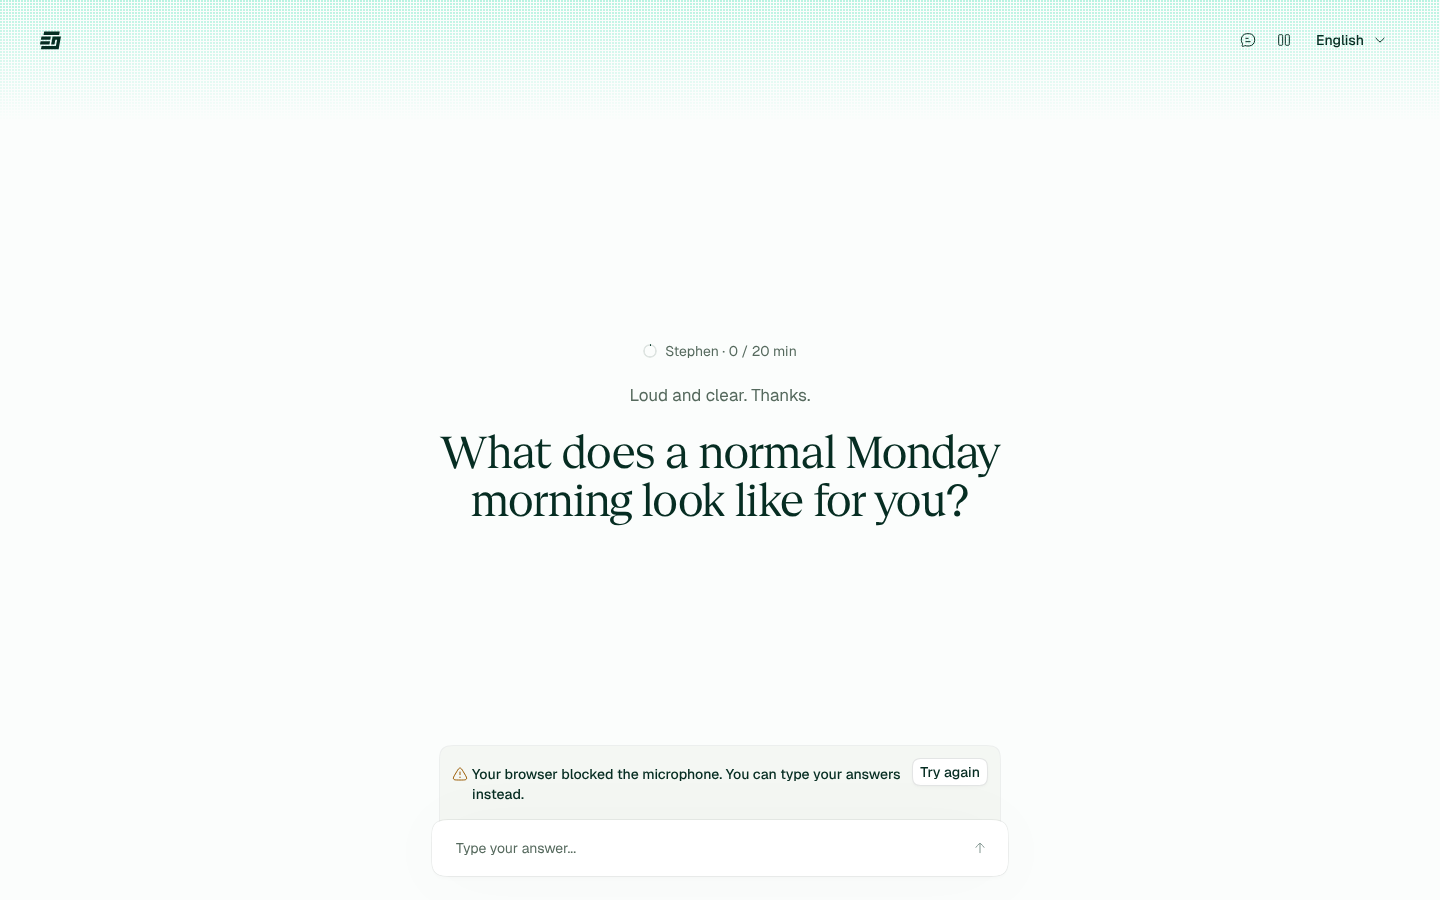 English
Stephen · 0 / 20 min
Loud and clear. Thanks.
What does a normal Monday
morning look like for you?
Your browser blocked the microphone. You can type your answers
instead.
Try again
Type your answer...